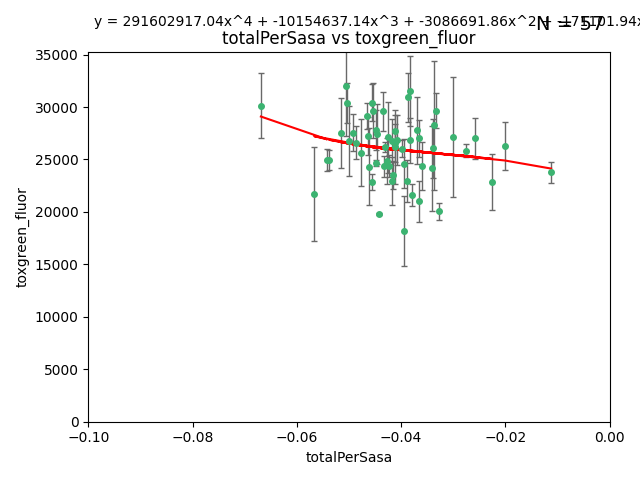 y = 291602917.04x^4 + -10154637.14x^3 + -3086691.86x^2 +
N = 57
totalPerSasa vs toxgreen_fluor
35000
30000
25000
20000
15000
10000
5000
0
toxgreen_fluor
−0.10
−0.08
−0.06
−0.04
−0.02
0.00
totalPerSasa